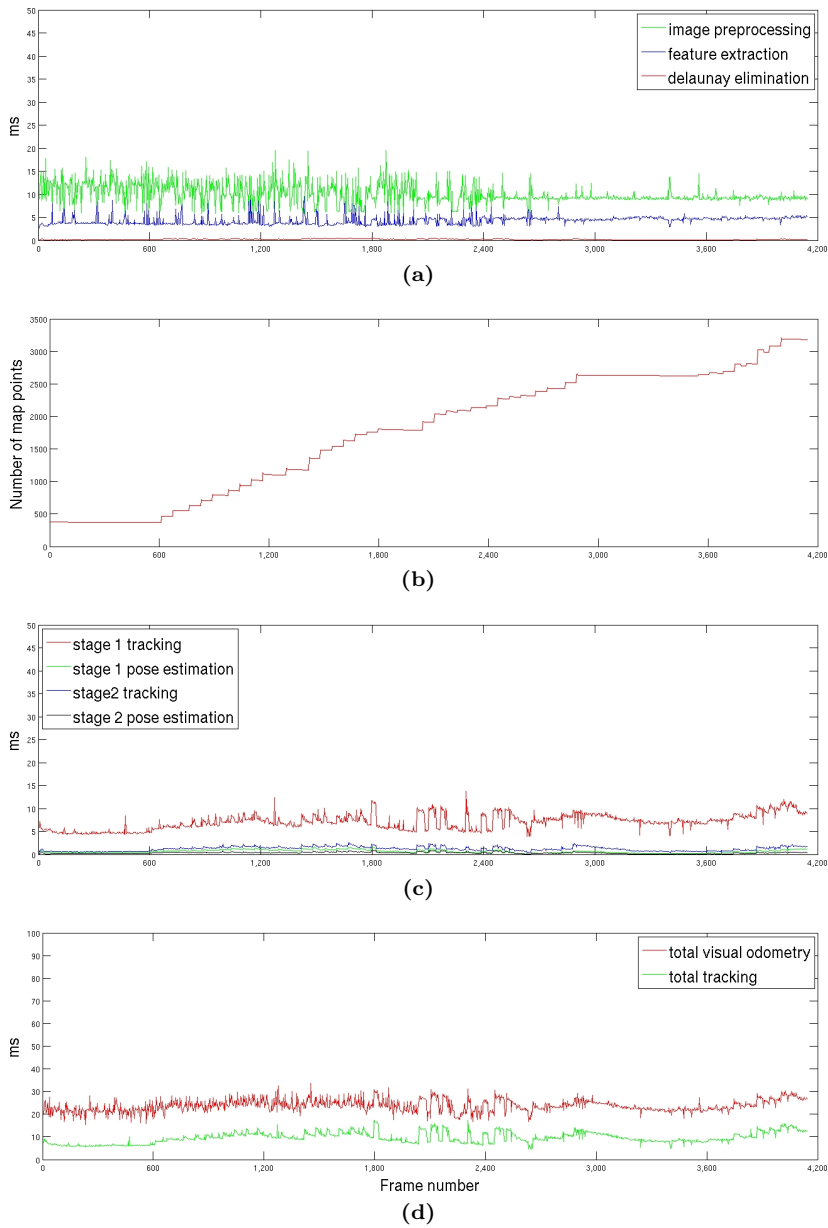 50
45
40
35
30
25
20
15
10
5
0
ms
image preprocessing
feature extraction
delaunay elimination
0 600 1,200 1,800 2,400 3,000 3,600 4,200
(a)
3500
3000
2500
2000
1500
1000
500
0
Number of map points
0 600 1,200 1,800 2,400 3,000 3,600 4,200
(b)
50
45
40
35
30
25
20
15
10
5
0
ms
stage 1 tracking
stage 1 pose estimation
stage2 tracking
stage 2 pose estimation
0 600 1,200 1,800 2,400 3,000 3,600 4,200
(c)
100
90
80
70
60
50
40
30
20
10
0
ms
total visual odometry
total tracking
0 600 1,200 1,800 2,400 3,000 3,600 4,200
Frame number
(d)